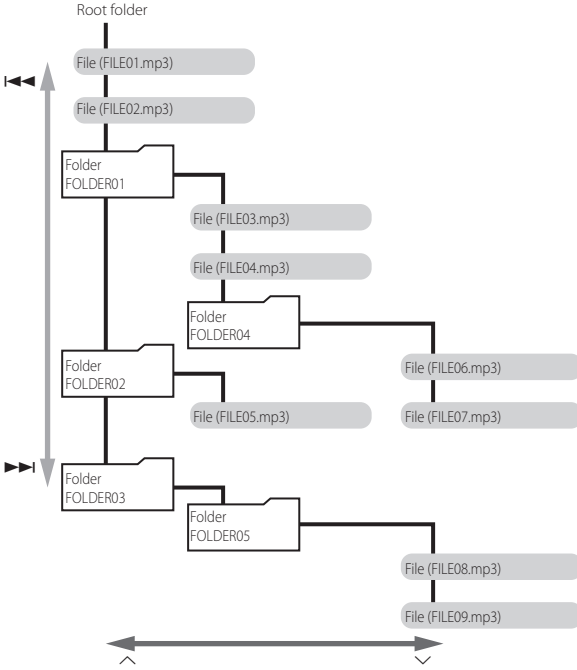 Root folder
File (FILE01.mp3)
File (FILE02.mp3)
Folder
FOLDER01
File (FILE03.mp3)
File (FILE04.mp3)
Folder
FOLDER04
File (FILE06.mp3)
File (FILE07.mp3)
Folder
FOLDER02
File (FILE05.mp3)
Folder
FOLDER03
Folder
FOLDER05
File (FILE08.mp3)
File (FILE09.mp3)